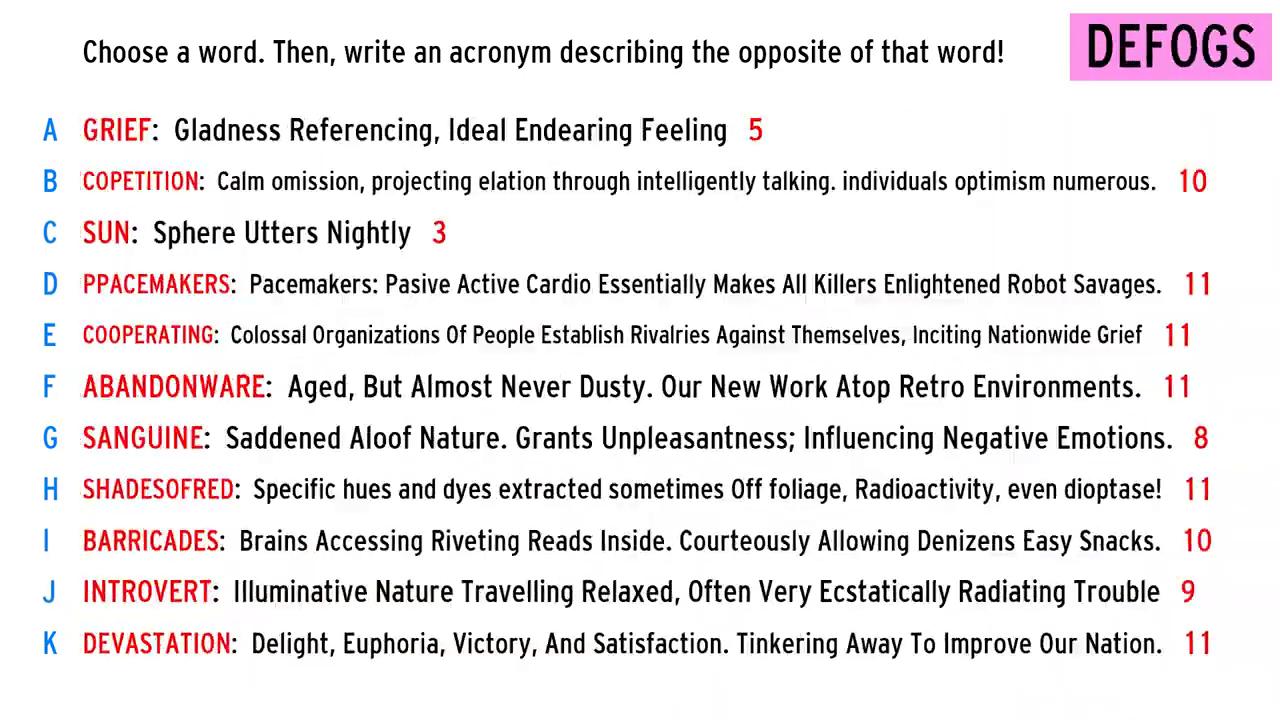 Choose a word. Then, write an acronym describing the opposite of that word!
DEFOGS
A GRIEF: Gladness Referencing, Ideal Endearing Feeling 5
B COPETITION: Calm omission, projecting elation through intelligently talking. individuals optimism numerous. 10
C SUN: Sphere Utters Nightly 3
D PPACEMAKERS: Pacemakers: Pasive Active Cardio Essentially Makes All Killers Enlightened Robot Savages. 11
E COOPERATING: Colossal Organizations Of People Establish Rivalries Against Themselves, Inciting Nationwide Grief 11
F ABANDONWARE: Aged, But Almost Never Dusty. Our New Work Atop Retro Environments. 11
G SANGUINE: Saddened Aloof Nature. Grants Unpleasantness; Influencing Negative Emotions. 8
H SHADESOFRED: Specific hues and dyes extracted sometimes Off foliage, Radioactivity, even dioptase! 11
I BARRICADES: Brains Accessing Riveting Reads Inside. Courteously Allowing Denizens Easy Snacks. 10
J INTROVERT: Illuminative Nature Travelling Relaxed, Often Very Ecstatically Radiating Trouble 9
K DEVASTATION: Delight, Euphoria, Victory, And Satisfaction. Tinkering Away To Improve Our Nation. 11